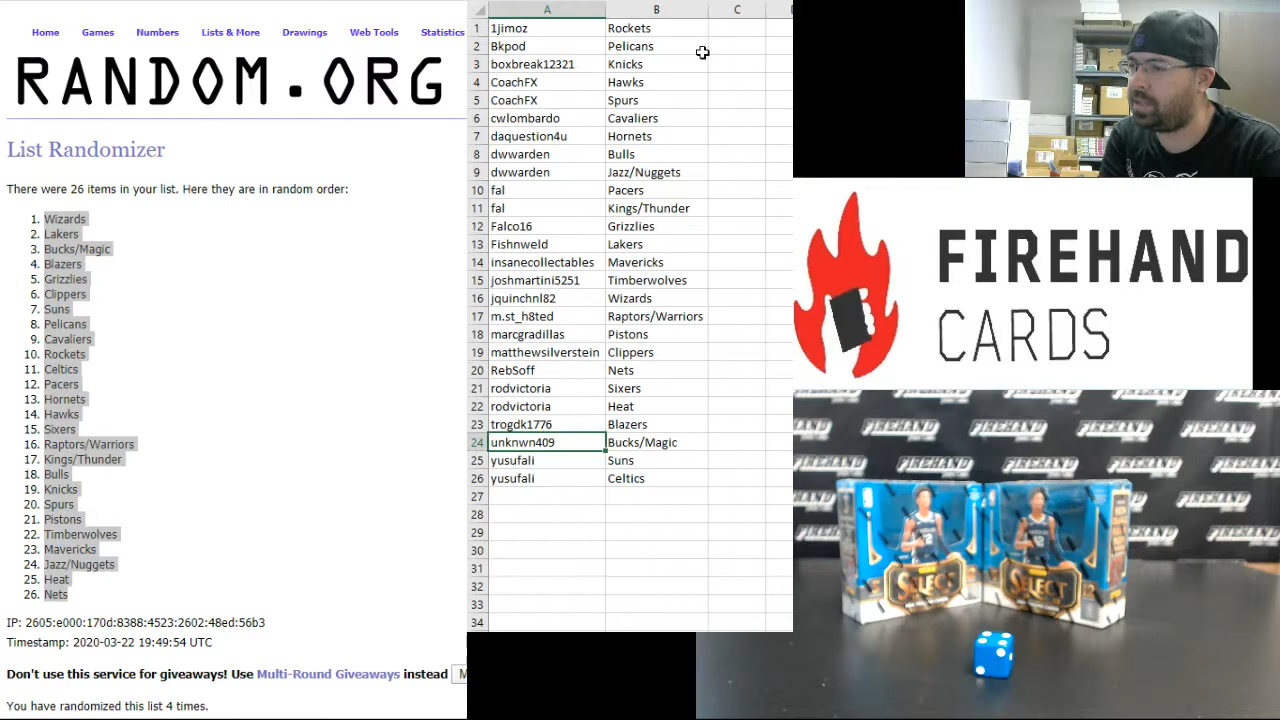 Home Games Numbers Lists & More Drawings Web Tools Statistics
RANDOM.ORG
List Randomizer
There were 26 items in your list. Here they are in random order:
1. Wizards
2. Lakers
3. Bucks/Magic
4. Blazers
5. Grizzlies
6. Clippers
7. Suns
8. Pelicans
9. Cavaliers
10. Rockets
11. Celtics
12. Pacers
13. Hornets
14. Hawks
15. Sixers
16. Raptors/Warriors
17. Kings/Thunder
18. Bulls
19. Knicks
20. Spurs
21. Pistons
22. Timberwolves
23. Mavericks
24. Jazz/Nuggets
25. Heat
26. Nets
IP: 2605:e000:170d:8388:4523:2602:48ed:56b3
Timestamp: 2020-03-22 19:49:54 UTC
Don't use this service for giveaways! Use Multi-Round Giveaways instead
You have randomized this list 4 times.
A B C
1 1jimoz Rockets
2 Bkpod Pelicans
3 boxbreak12321 Knicks
4 CoachFX Hawks
5 CoachFX Spurs
6 cwlombardo Cavaliers
7 daquestion4u Hornets
8 dwwarden Bulls
9 dwwarden Jazz/Nuggets
10 fal Pacers
11 fal Kings/Thunder
12 Falco16 Grizzlies
13 Fishnweld Lakers
14 insanecollectables Mavericks
15 joshmartini5251 Timberwolves
16 jquichnl82 Wizards
17 m.st_h8ted Raptors/Warriors
18 marcgradillas Pistons
19 matthewsilverstein Clippers
20 RebSoff Nets
21 rodvictoria Sixers
22 rodvictoria Heat
23 trogdk1776 Blazers
24 unknwn409 Bucks/Magic
25 yusufali Suns
26 yusufali Celtics
27
28
29
30
31
32
33
34
FIREHAND
CARDS
FIREHAND
FIREHAND
FIREHAND
SELECT
SELECT